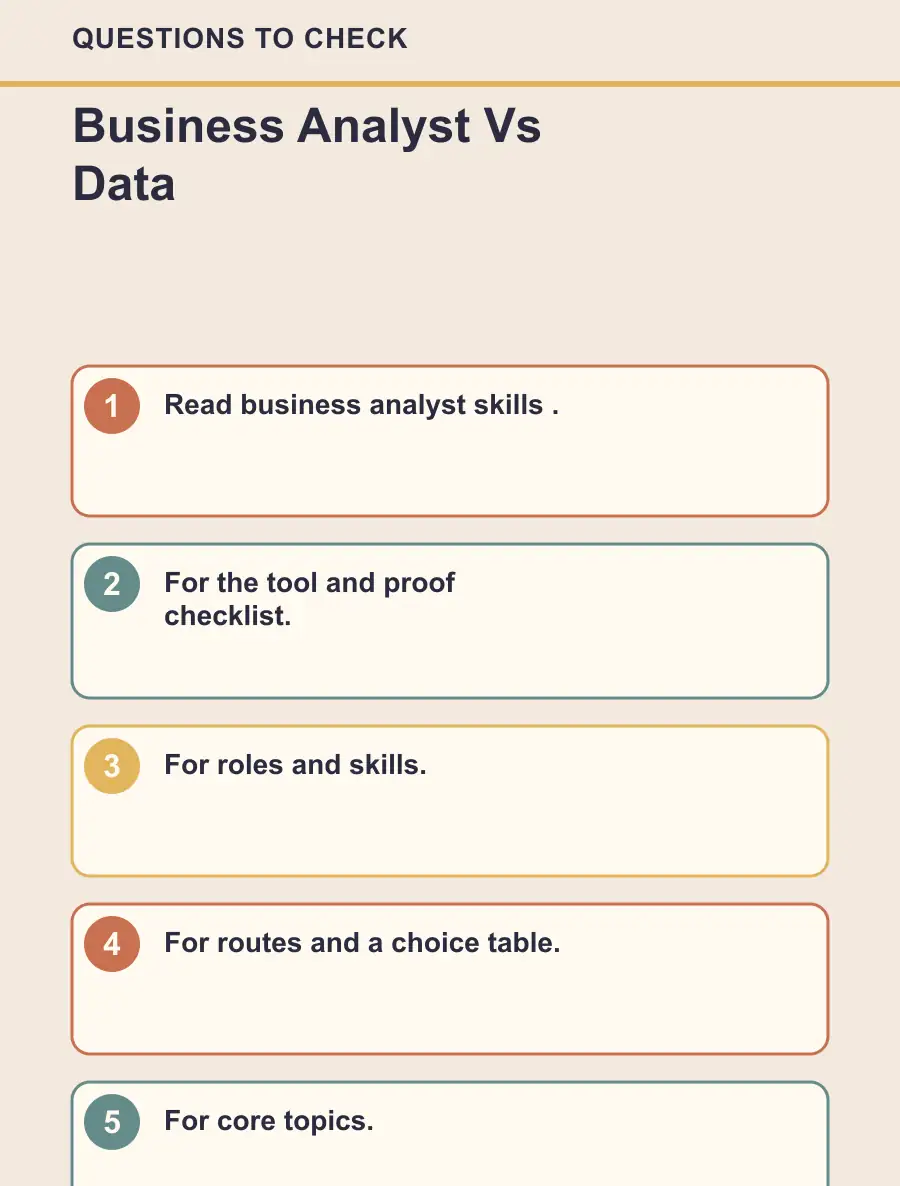 QUESTIONS TO CHECK
Business Analyst Vs
Data
1
Read business analyst skills .
2
For the tool and proof
checklist.
3
For roles and skills.
4
For routes and a choice table.
5
For core topics.